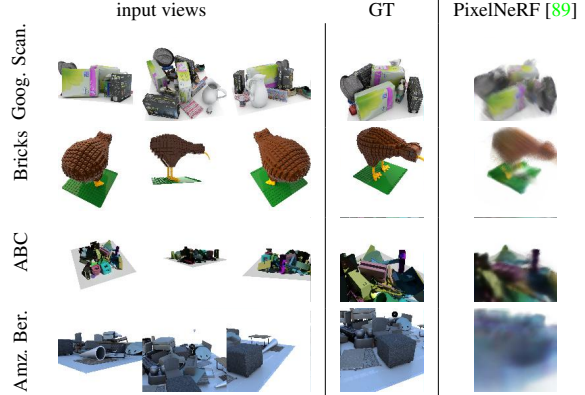 input views GT PixelNeRF [89]
Goog. Scan.
Bricks
ABC
Amz. Ber.